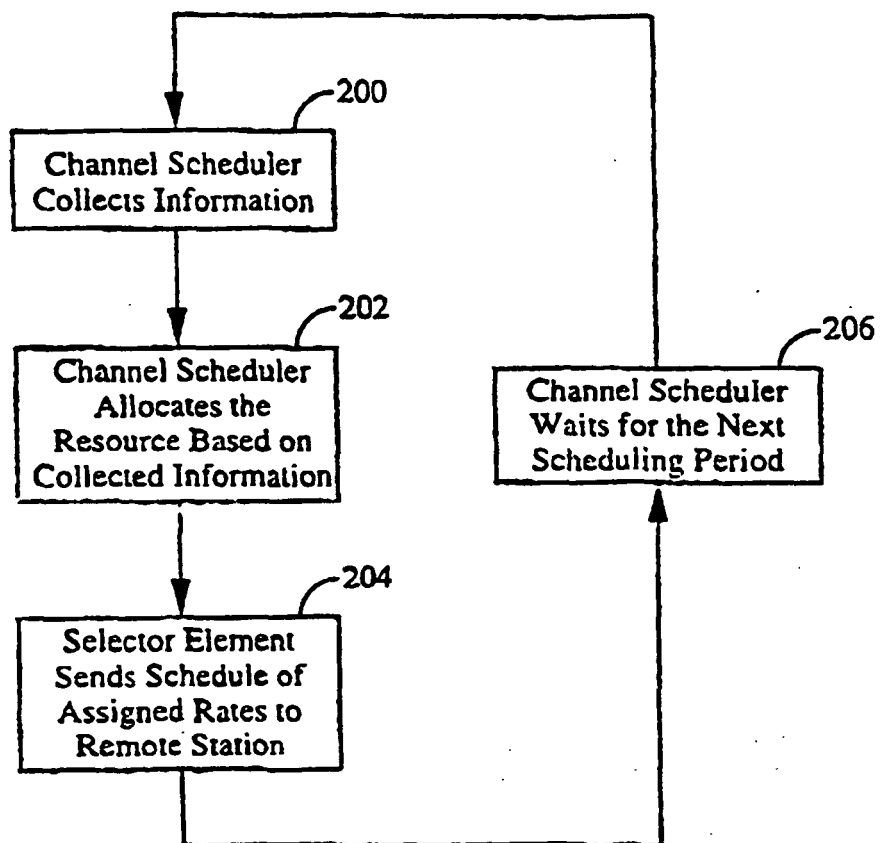 200
Channel Scheduler
Collects Information
202
Channel Scheduler
Allocates the
Resource Based on
Collected Information
204
Selector Element
Sends Schedule of
Assigned Rates to
Remote Station
206
Channel Scheduler
Waits for the Next
Scheduling Period